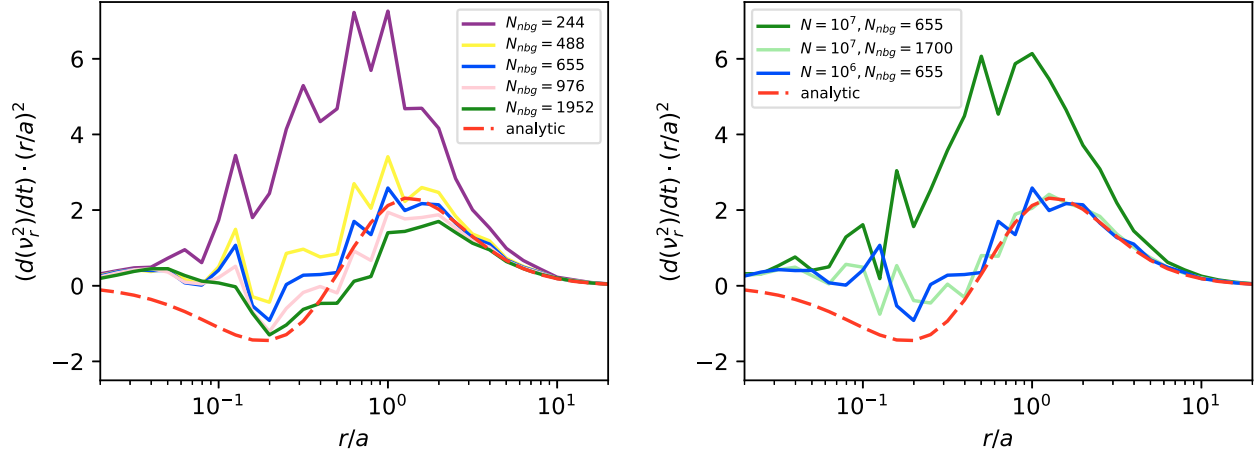 (d(v_r^2)/dt) · (r/a)^2
6
4
2
0
−2
10^−1
10^0
10^1
r/a
N_nbg = 244
N_nbg = 488
N_nbg = 655
N_nbg = 976
N_nbg = 1952
analytic
(d(v_r^2)/dt) · (r/a)^2
6
4
2
0
−2
10^−1
10^0
10^1
r/a
N = 10^7, N_nbg = 655
N = 10^7, N_nbg = 1700
N = 10^6, N_nbg = 655
analytic